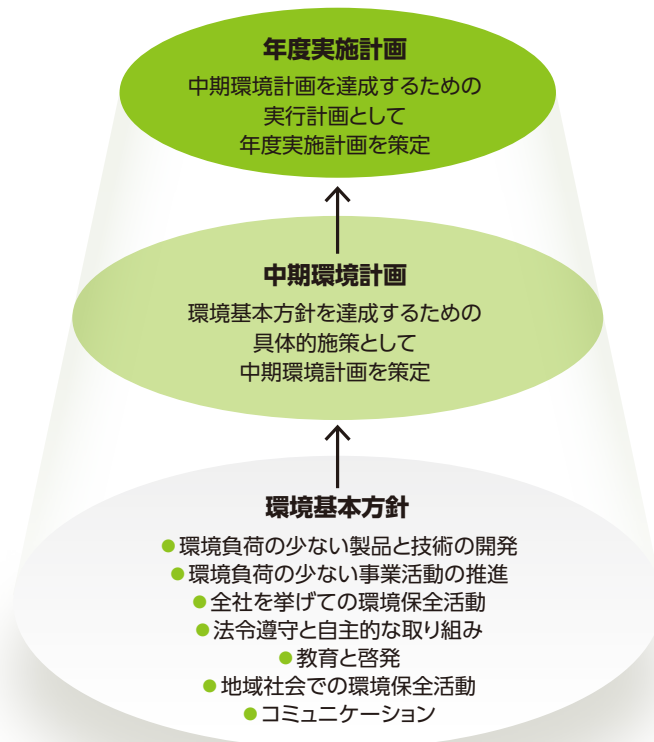 年度実施計画
中期環境計画を達成するための
実行計画として
年度実施計画を策定
中期環境計画
環境基本方針を達成するための
具体的施策として
中期環境計画を策定
環境基本方針
●環境負荷の少ない製品と技術の開発
●環境負荷の少ない事業活動の推進
●全社を挙げての環境保全活動
●法令遵守と自主的な取り組み
●教育と啓発
●地域社会での環境保全活動
●コミュニケーション